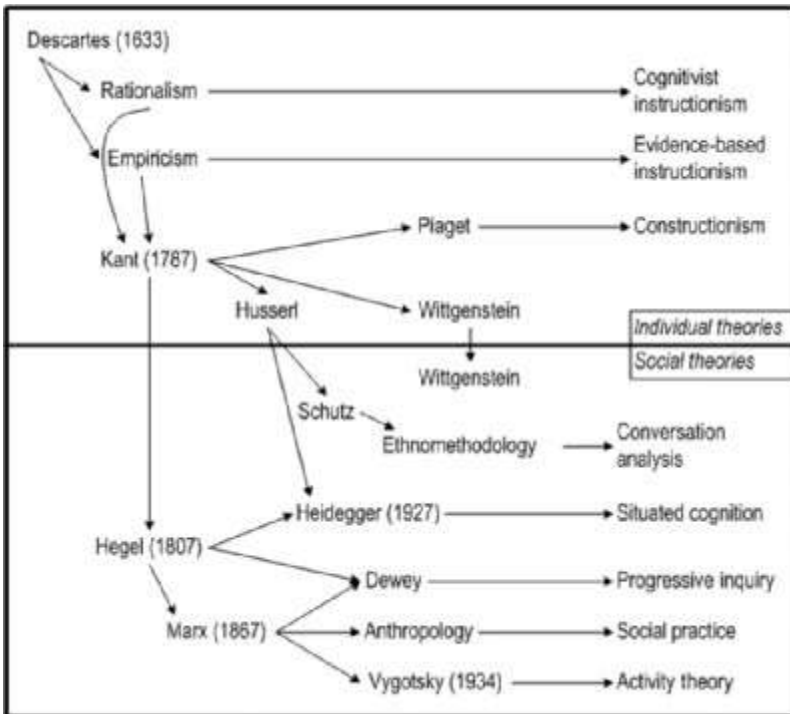 Descartes (1633)
Rationalism
Cognitivist
instructionism
Empiricism
Evidence-based
instructionism
Piaget
Constructionism
Kant (1787)
Husserl
Wittgenstein
Individual theories
Social theories
Wittgenstein
Schutz
Ethnomethodology
Conversation
analysis
Heidegger (1927)
Situated cognition
Hegel (1807)
Dewey
Progressive inquiry
Marx (1867)
Anthropology
Social practice
Vygotsky (1934)
Activity theory